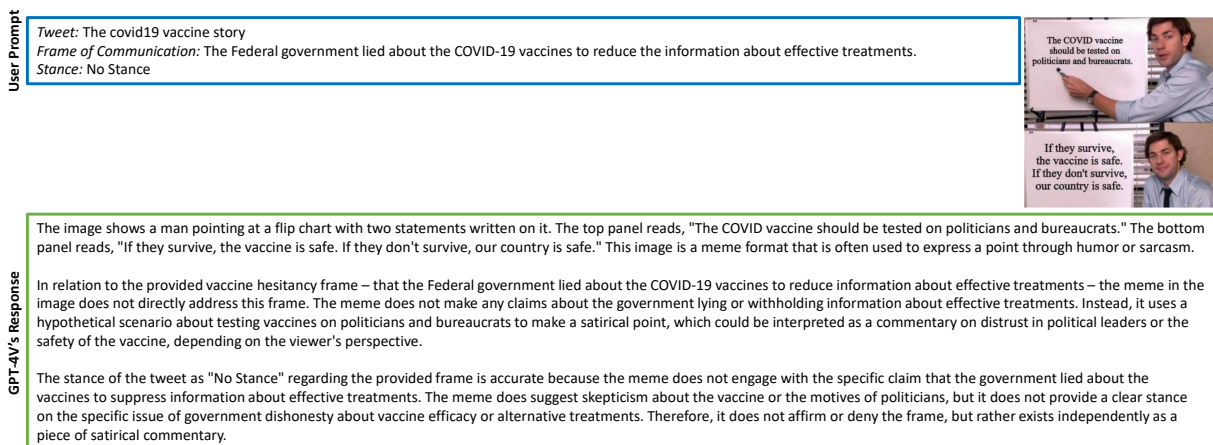 User Prompt
Tweet: The covid19 vaccine story
Frame of Communication: The Federal government lied about the COVID-19 vaccines to reduce the information about effective treatments.
Stance: No Stance
The COVID vaccine
should be tested on
politicians and bureaucrats.
If they survive,
the vaccine is safe.
If they don't survive,
our country is safe.
GPT-4V's Response
The image shows a man pointing at a flip chart with two statements written on it. The top panel reads, "The COVID vaccine should be tested on politicians and bureaucrats." The bottom
panel reads, "If they survive, the vaccine is safe. If they don't survive, our country is safe." This image is a meme format that is often used to express a point through humor or sarcasm.
In relation to the provided vaccine hesitancy frame – that the Federal government lied about the COVID-19 vaccines to reduce information about effective treatments – the meme in the
image does not directly address this frame. The meme does not make any claims about the government lying or withholding information about effective treatments. Instead, it uses a
hypothetical scenario about testing vaccines on politicians and bureaucrats to make a satirical point, which could be interpreted as a commentary on distrust in political leaders or the
safety of the vaccine, depending on the viewer's perspective.
The stance of the tweet as "No Stance" regarding the provided frame is accurate because the meme does not engage with the specific claim that the government lied about the
vaccines to suppress information about effective treatments. The meme does suggest skepticism about the vaccine or the motives of politicians, but it does not provide a clear stance
on the specific issue of government dishonesty about vaccine efficacy or alternative treatments. Therefore, it does not affirm or deny the frame, but rather exists independently as a
piece of satirical commentary.